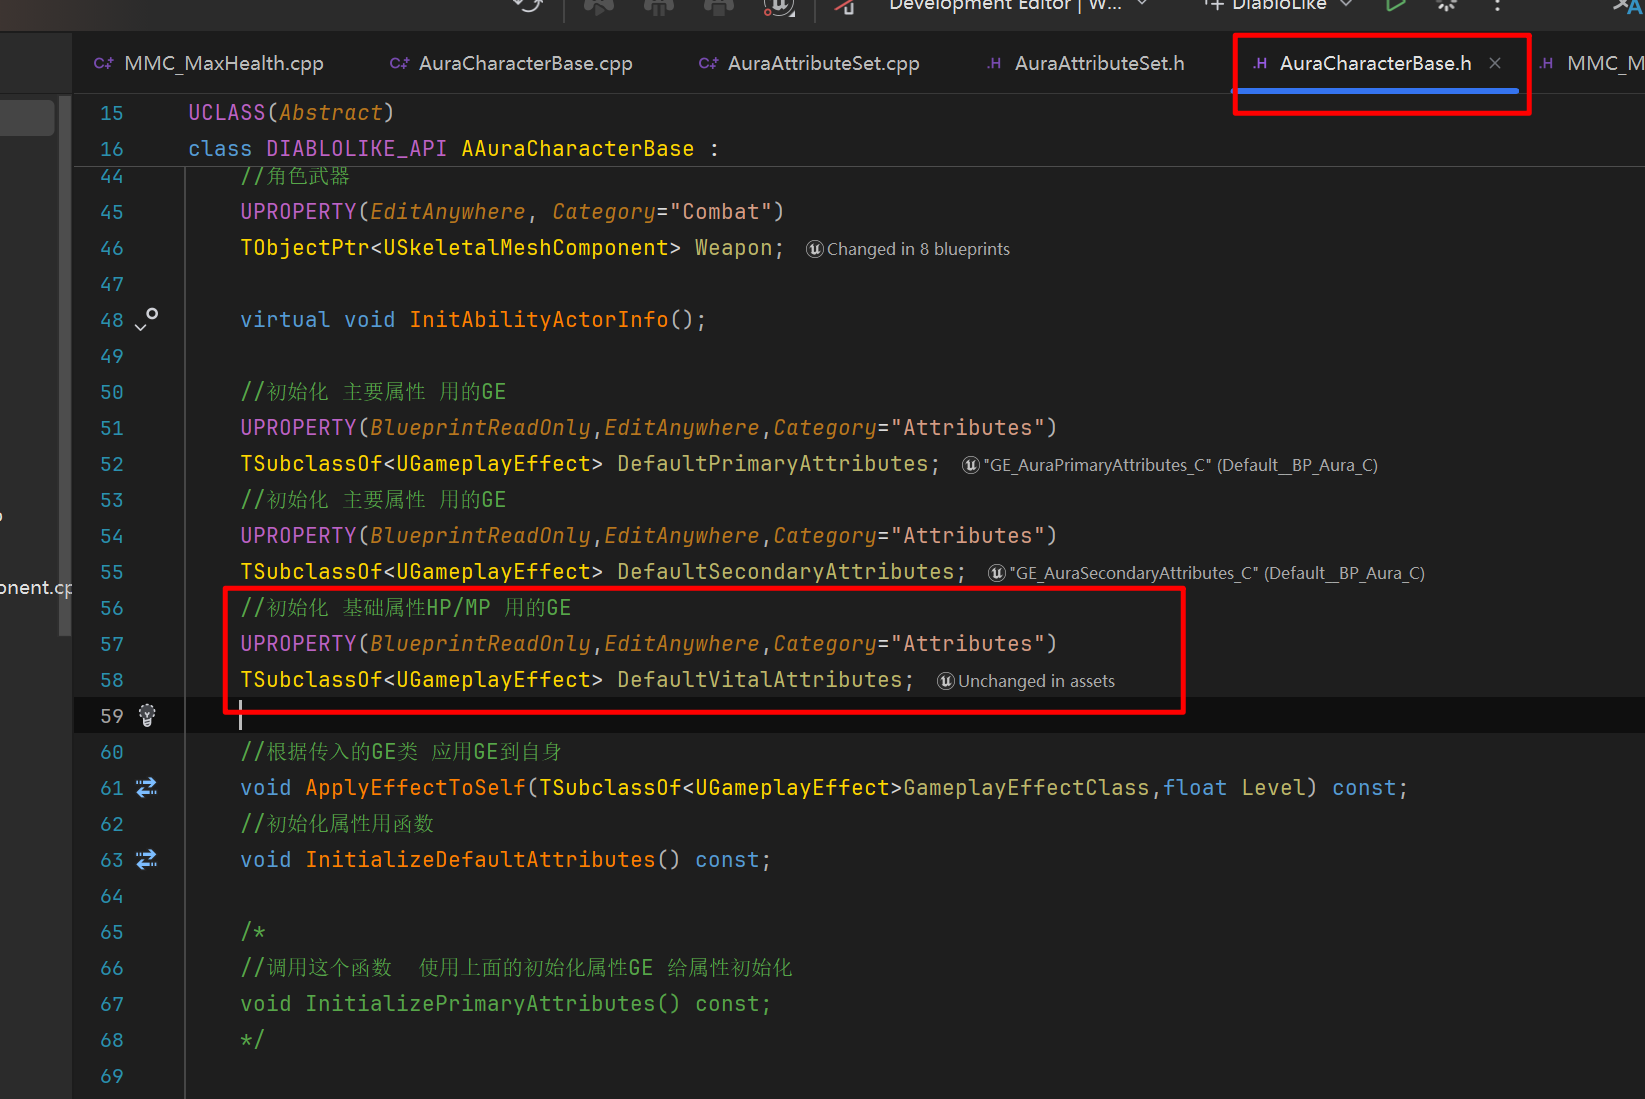 Development Editor | W...
DiabloLike
MMC_MaxHealth.cpp
AuraCharacterBase.cpp
AuraAttributeSet.cpp
AuraAttributeSet.h
AuraCharacterBase.h
MMC_M
15 UCLASS(Abstract)
16 class DIABLOLIKE_API AAuraCharacterBase :
44 //角色武器
45 UPROPERTY(EditAnywhere, Category="Combat")
46 TObjectPtr<USkeletalMeshComponent> Weapon; Changed in 8 blueprints
47
48 virtual void InitAbilityActorInfo();
49
50 //初始化 主要属性 用的GE
51 UPROPERTY(BlueprintReadOnly,EditAnywhere,Category="Attributes")
52 TSubclassOf<UGameplayEffect> DefaultPrimaryAttributes; "GE_AuraPrimaryAttributes_C" (Default__BP_Aura_C)
53 //初始化 主要属性 用的GE
54 UPROPERTY(BlueprintReadOnly,EditAnywhere,Category="Attributes")
55 TSubclassOf<UGameplayEffect> DefaultSecondaryAttributes; "GE_AuraSecondaryAttributes_C" (Default__BP_Aura_C)
onent.cp
56 //初始化 基础属性HP/MP 用的GE
57 UPROPERTY(BlueprintReadOnly,EditAnywhere,Category="Attributes")
58 TSubclassOf<UGameplayEffect> DefaultVitalAttributes; Unchanged in assets
59
60 //根据传入的GE类 应用GE到自身
61 void ApplyEffectToSelf(TSubclassOf<UGameplayEffect>GameplayEffectClass,float Level) const;
62 //初始化属性用函数
63 void InitializeDefaultAttributes() const;
64
65 /*
66 //调用这个函数  使用上面的初始化属性GE 给属性初始化
67 void InitializePrimaryAttributes() const;
68 */
69